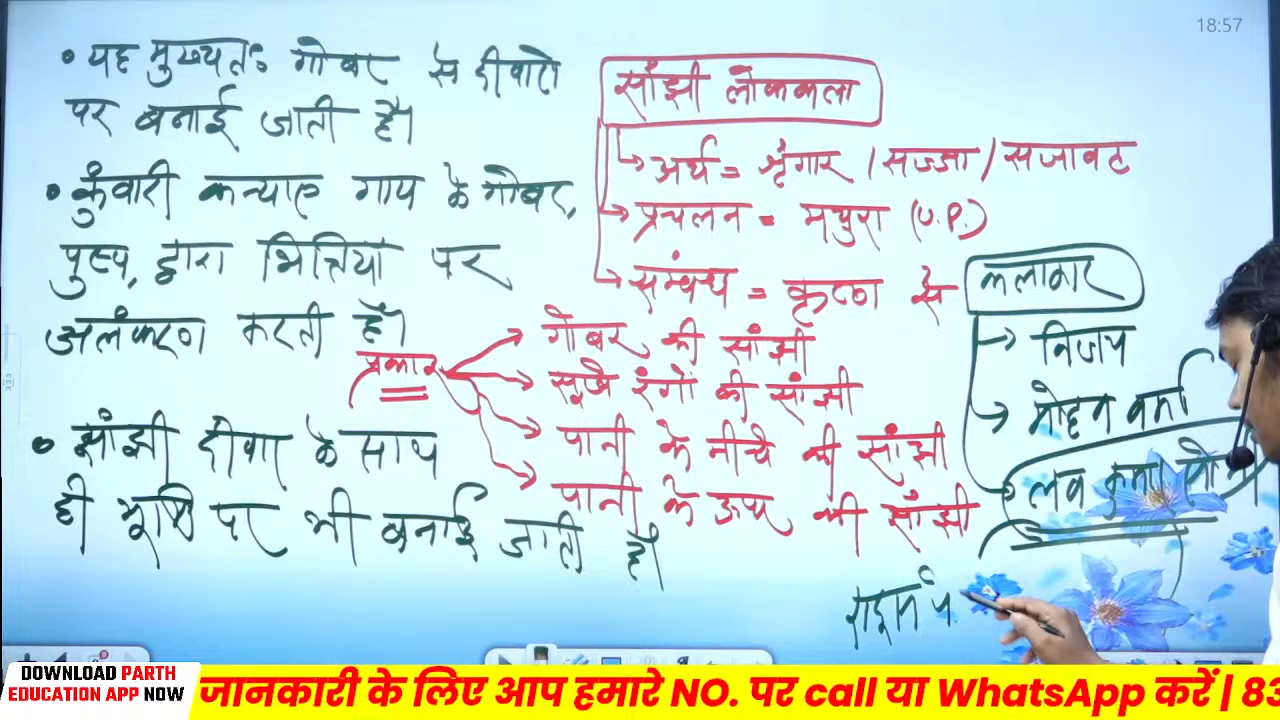 18:57
• यह मुख्यतः गोबर से दीवारों
पर बनाई जाती है।
• कुंवारी कन्याए गाय के गोबर,
पुष्प, द्वारा भित्तियों पर
अलंकरण करती हैं।
• सांझी दीवार के साथ
ही भूमि पर भी बनाई जाती है।
सांझी लोककला
अर्थ = श्रृंगार / सज्जा / सजावट
प्रचलन = मथुरा (U.P.)
सम्बंध = कृष्ण से
प्रकार
गोबर की सांझी
सूखे रंगों की सांझी
पानी के नीचे की सांझी
पानी के ऊपर की सांझी
कलाकार
विजय
मोहन वर्मा
DOWNLOAD PARTH
EDUCATION APP NOW
जानकारी के लिए आप हमारे NO. पर call या WhatsApp करें | 83